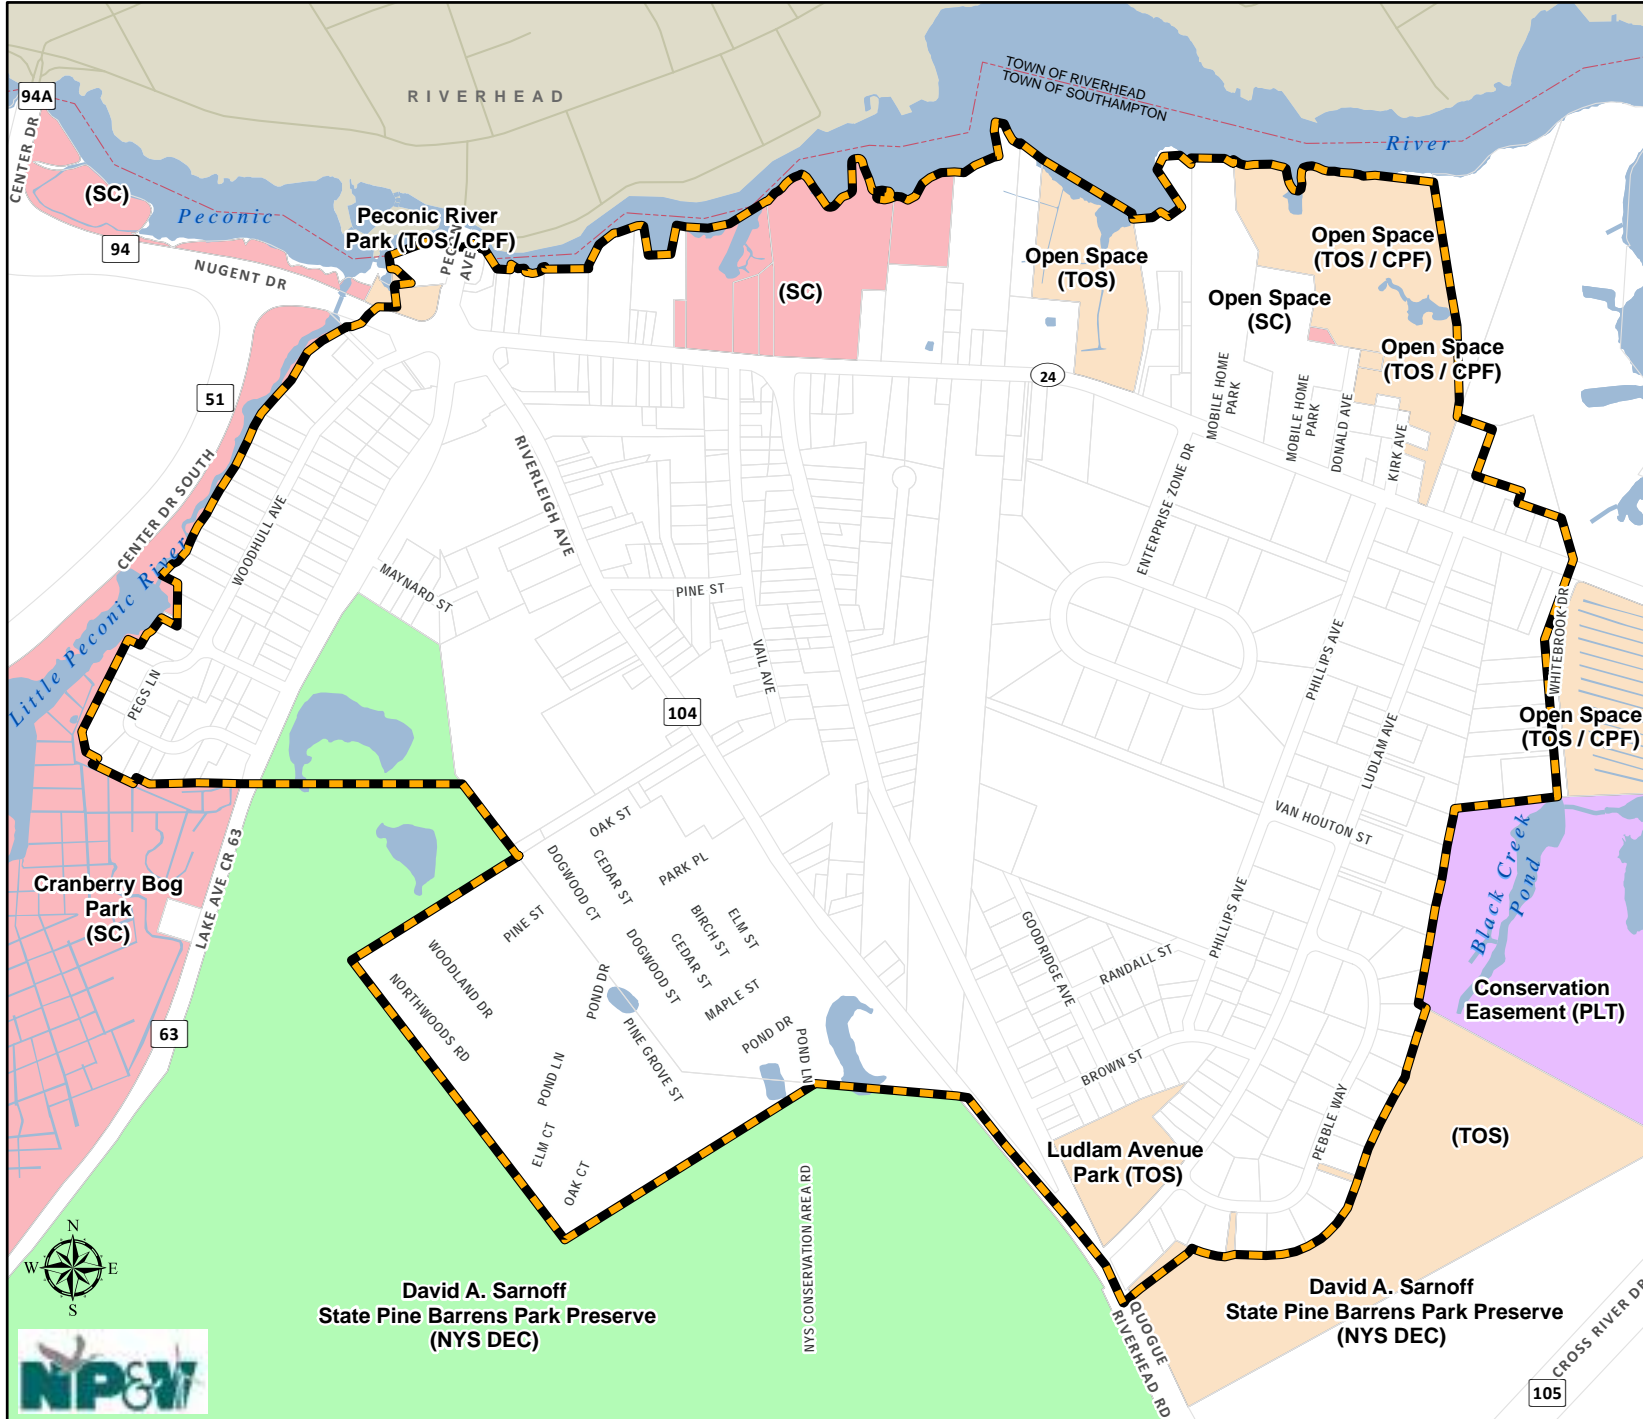 RIVERHEAD
TOWN OF RIVERHEAD
TOWN OF SOUTHAMPTON
River
94A
CENTER DR
(SC)
Peconic
94
NUGENT DR
Peconic River
Park (TOS / CPF)
PECONIC
AVE
(SC)
Open Space
(TOS)
Open Space
(TOS / CPF)
Open Space
(SC)
Open Space
(TOS / CPF)
24
51
CENTER DR SOUTH
Little Peconic River
WOODHULL AVE
PEGS LN
RIVERLEIGH AVE
MAYNARD ST
PINE ST
VAIL AVE
104
MOBILE HOME
PARK
MOBILE HOME
PARK
DONALD AVE
KIRK AVE
ENTERPRISE ZONE DR
PHILLIPS AVE
LUDLAM AVE
WHITEBROOK DR
Open Space
(TOS / CPF)
VAN HOUTON ST
Black Creek
Pond
Conservation
Easement (PLT)
Cranberry Bog
Park
(SC)
LAKE AVE CR 63
63
OAK ST
DOGWOOD CT
CEDAR ST
PARK PL
PINE ST
WOODLAND DR
NORTHWOODS RD
POND DR
DOGWOOD ST
CEDAR ST
BIRCH ST
ELM ST
MAPLE ST
POND DR
POND LN
PINE GROVE ST
POND LN
ELM CT
OAK CT
GOODRIDGE AVE
RANDALL ST
PHILLIPS AVE
BROWN ST
PEBBLE WAY
Ludlam Avenue
Park (TOS)
(TOS)
NYS CONSERVATION AREA RD
David A. Sarnoff
State Pine Barrens Park Preserve
(NYS DEC)
David A. Sarnoff
State Pine Barrens Park Preserve
(NYS DEC)
QUOGUE
RIVERHEAD RD
CROSS RIVER DR
105
N
W
E
S
NP&V